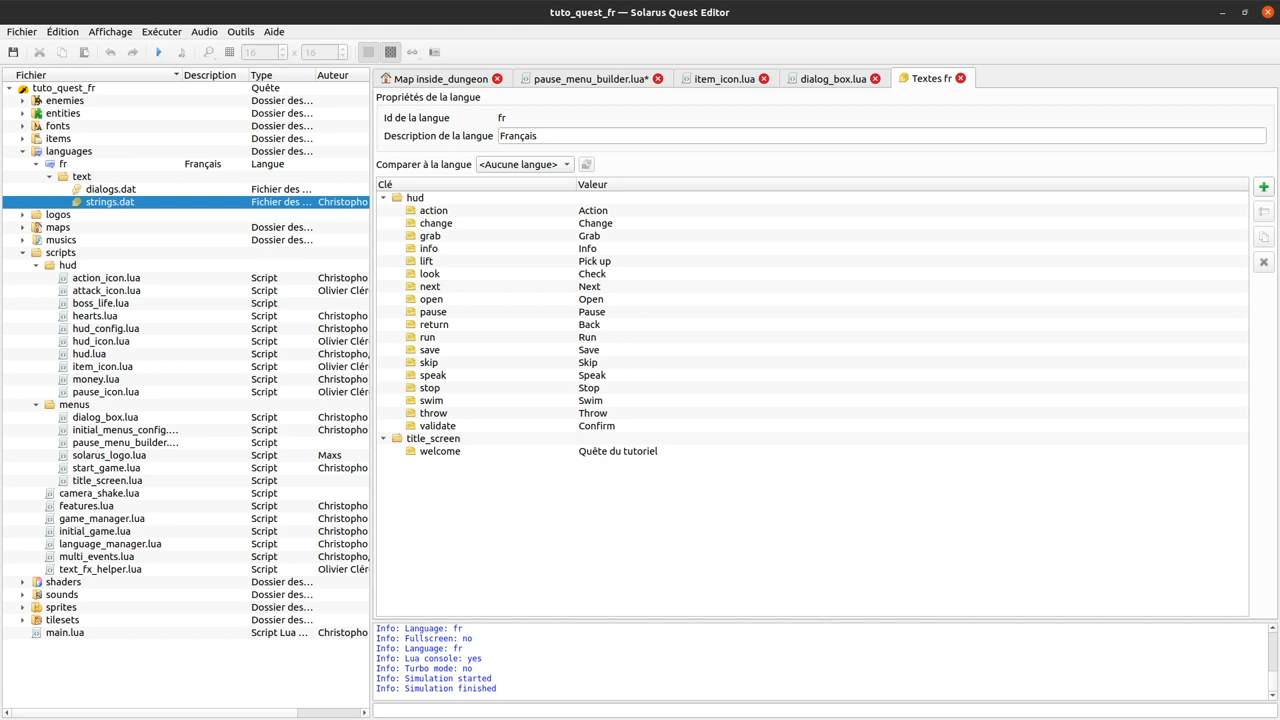 tuto_quest_fr — Solarus Quest Editor
Fichier Édition Affichage Exécuter Audio Outils Aide
16 x 16
Fichier Description Type Auteur
tuto_quest_fr Quête
enemies Dossier des…
entities Dossier des…
fonts Dossier des…
items Dossier des…
languages Dossier des…
fr Français Langue
text Dossier des…
dialogs.dat Fichier des …
strings.dat Fichier des … Christopho
logos Dossier des…
maps Dossier des…
musics Dossier des…
scripts Dossier des…
hud Dossier des…
action_icon.lua Script Christopho
attack_icon.lua Script Olivier Clér
boss_life.lua Script
hearts.lua Script Christopho
hud_config.lua Script Christopho
hud_icon.lua Script Olivier Clér
hud.lua Script Christopho,
item_icon.lua Script Olivier Clér
money.lua Script Christopho
pause_icon.lua Script Olivier Clér
menus Dossier des…
dialog_box.lua Script Christopho
initial_menus_config.… Script Christopho
pause_menu_builder.… Script
solarus_logo.lua Script Maxs
start_game.lua Script Christopho
title_screen.lua Script
camera_shake.lua Script
features.lua Script Christopho
game_manager.lua Script Christopho
initial_game.lua Script Christopho
language_manager.lua Script Christopho,
multi_events.lua Script Christopho,
text_fx_helper.lua Script Olivier Clér
shaders Dossier des…
sounds Dossier des…
sprites Dossier des…
tilesets Dossier des…
main.lua Script Lua … Christopho
Map inside_dungeon pause_menu_builder.lua* item_icon.lua dialog_box.lua Textes fr
Propriétés de la langue
Id de la langue fr
Description de la langue Français
Comparer à la langue <Aucune langue>
Clé Valeur
hud
action Action
change Change
grab Grab
info Info
lift Pick up
look Check
next Next
open Open
pause Pause
return Back
run Run
save Save
skip Skip
speak Speak
stop Stop
swim Swim
throw Throw
validate Confirm
title_screen
welcome Quête du tutoriel
Info: Language: fr
Info: Fullscreen: no
Info: Language: fr
Info: Lua console: yes
Info: Turbo mode: no
Info: Simulation started
Info: Simulation finished